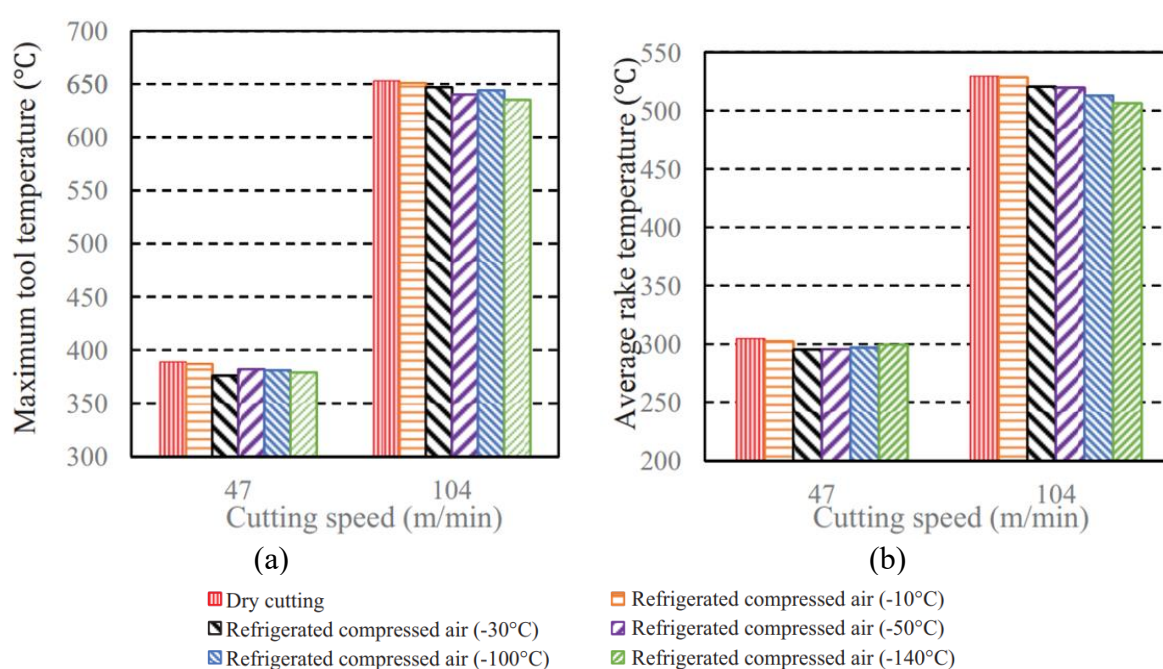 Maximum tool temperature (°C)
700
650
600
550
500
450
400
350
300
47
104
Cutting speed (m/min)
(a)
Average rake temperature (°C)
550
500
450
400
350
300
250
200
47
104
Cutting speed (m/min)
(b)
Dry cutting
Refrigerated compressed air (-10°C)
Refrigerated compressed air (-30°C)
Refrigerated compressed air (-50°C)
Refrigerated compressed air (-100°C)
Refrigerated compressed air (-140°C)